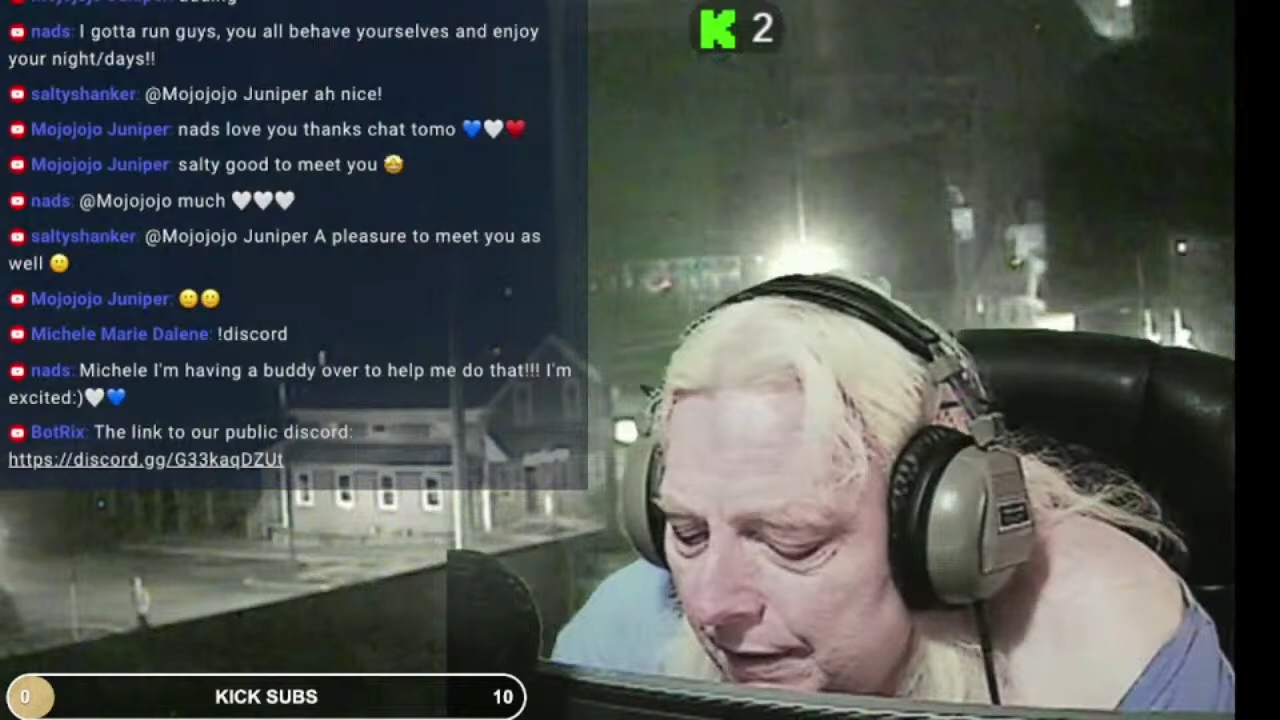 nads: I gotta run guys, you all behave yourselves and enjoy
your night/days!!
saltyshanker: @Mojojojo Juniper ah nice!
Mojojojo Juniper: nads love you thanks chat tomo 💙🤍❤️
Mojojojo Juniper: salty good to meet you 🤩
nads: @Mojojojo much 🤍🤍🤍
saltyshanker: @Mojojojo Juniper A pleasure to meet you as
well 🙂
Mojojojo Juniper: 🙂🙂
Michele Marie Dalene: !discord
nads: Michele I'm having a buddy over to help me do that!!! I'm
excited:)🤍💙
BotRix: The link to our public discord:
https://discord.gg/G33kaqDZUt
K 2
0 KICK SUBS 10